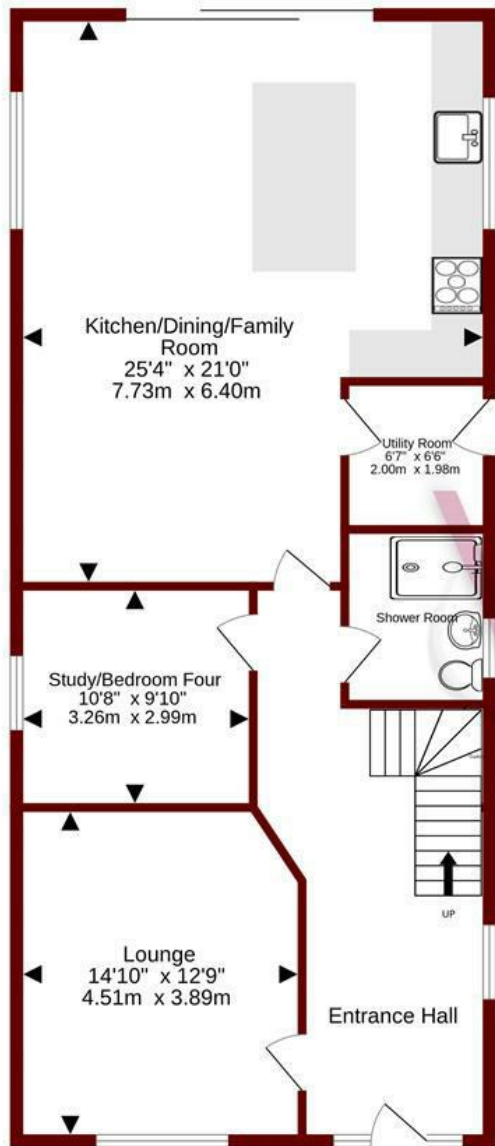 Kitchen/Dining/Family
Room
25'4" x 21'0"
7.73m x 6.40m
Utility Room
6'7" x 6'6"
2.00m x 1.98m
Shower Room
Study/Bedroom Four
10'8" x 9'10"
3.26m x 2.99m
UP
Lounge
14'10" x 12'9"
4.51m x 3.89m
Entrance Hall